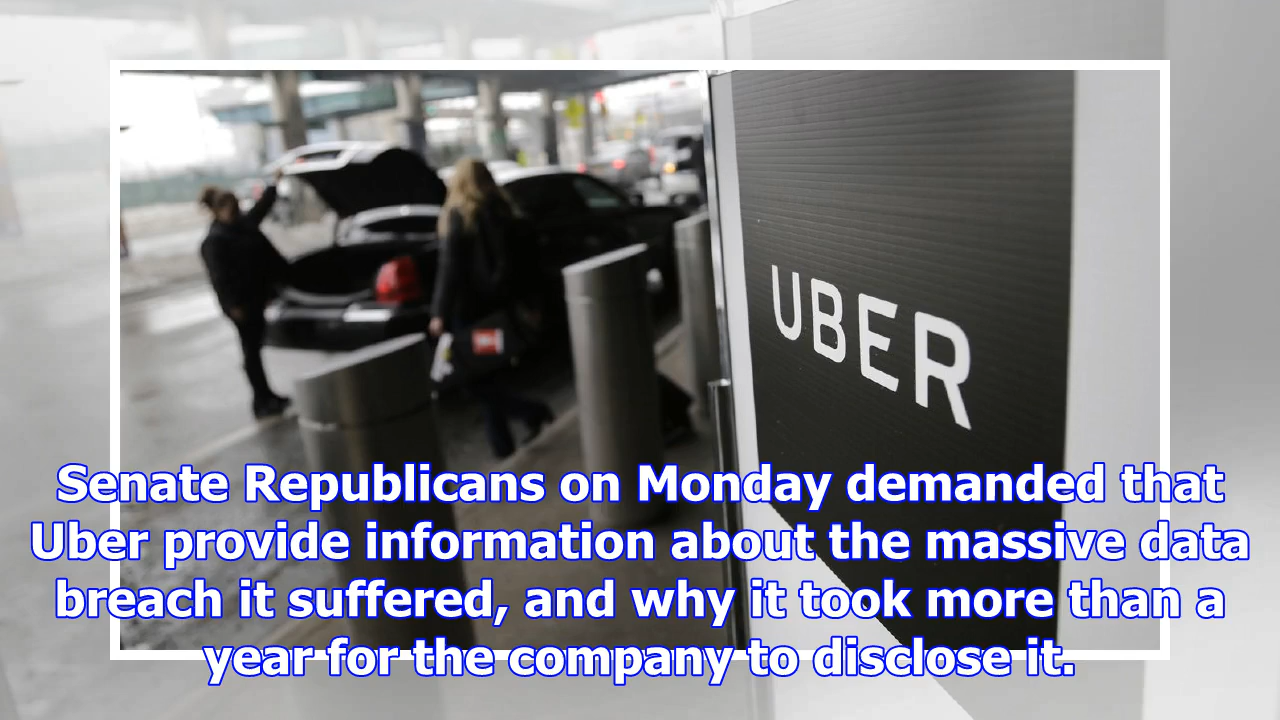 UBER
Senate Republicans on Monday demanded that
Uber provide information about the massive data
breach it suffered, and why it took more than a
year for the company to disclose it.